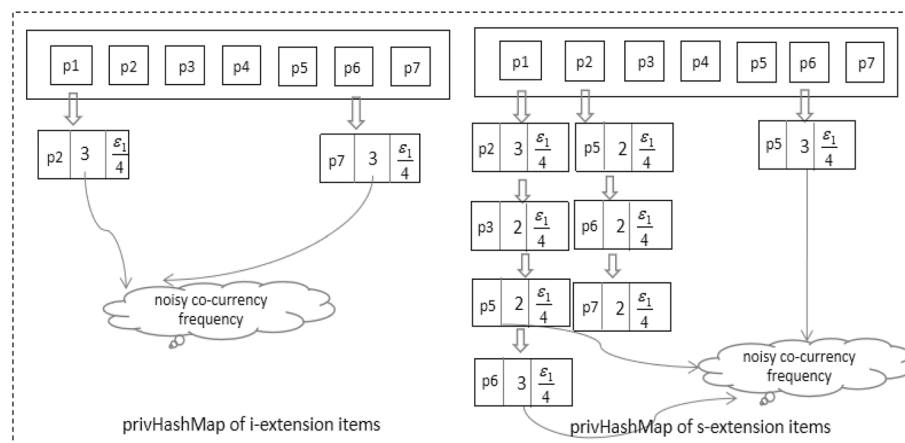 p1 p2 p3 p4 p5 p6 p7
p2 3 ε₁/4
p7 3 ε₁/4
noisy co-currency
frequency
privHashMap of i-extension items
p1 p2 p3 p4 p5 p6 p7
p2 3 ε₁/4
p5 2 ε₁/4
p5 3 ε₁/4
p3 2 ε₁/4
p6 2 ε₁/4
p5 2 ε₁/4
p7 2 ε₁/4
p6 3 ε₁/4
noisy co-currency
frequency
privHashMap of s-extension items